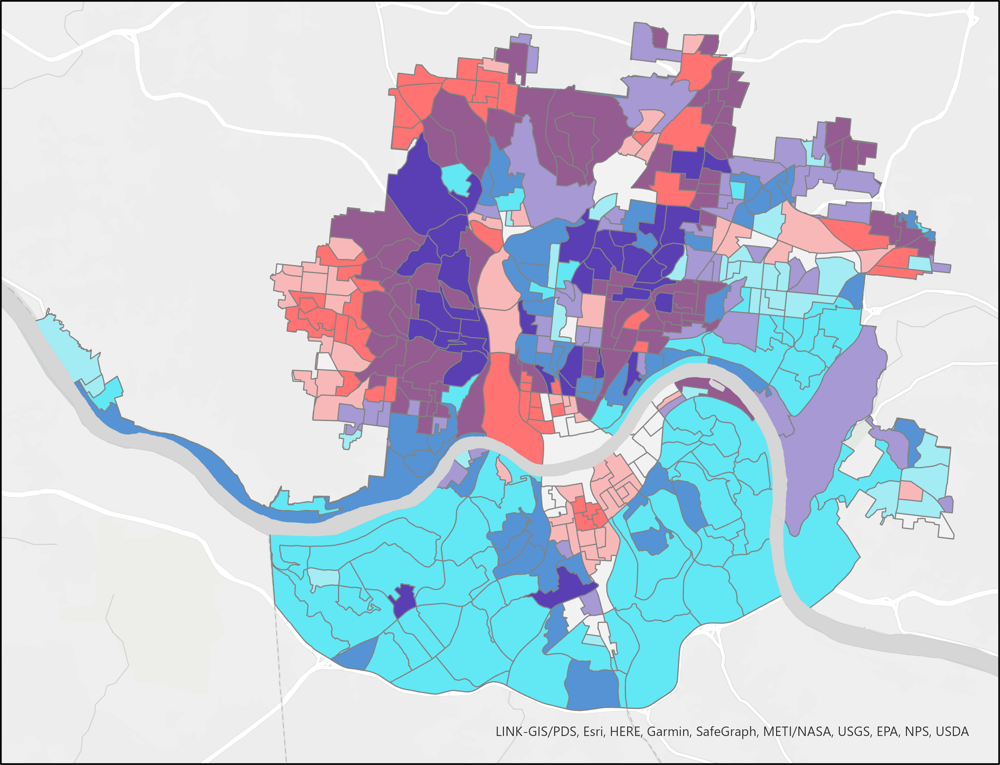 LINK-GIS/PDS, Esri, HERE, Garmin, SafeGraph, METI/NASA, USGS, EPA, NPS, USDA